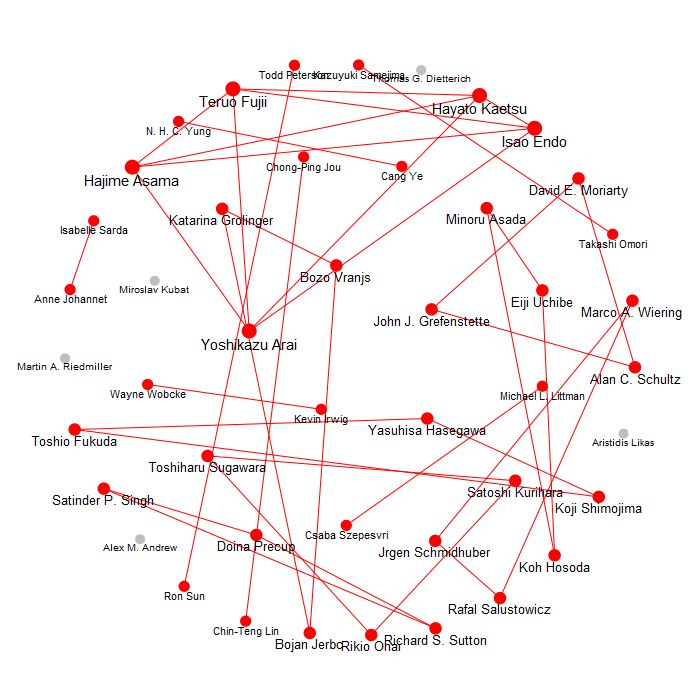 Todd Peterson
Kazuyuki Samejima
Thomas G. Dietterich
Teruo Fujii
Hayato Kaetsu
N. H. C. Yung
Isao Endo
Chong-Ping Jou
Cang Ye
Hajime Asama
David E. Moriarty
Katarina Grolinger
Minoru Asada
Isabelle Sarda
Takashi Omori
Bozo Vranjs
Miroslav Kubat
Anne Johannet
Eiji Uchibe
Marco A. Wiering
John J. Grefenstette
Yoshikazu Arai
Martin A. Riedmiller
Alan C. Schultz
Wayne Wobcke
Michael L. Littman
Kevin Irwig
Yasuhisa Hasegawa
Toshio Fukuda
Aristidis Likas
Toshiharu Sugawara
Satoshi Kurihara
Satinder P. Singh
Koji Shimojima
Csaba Szepesvri
Alex M. Andrew
Doina Precup
Jrgen Schmidhuber
Koh Hosoda
Ron Sun
Rafal Salustowicz
Chin-Teng Lin
Bojan Jerbc
Rikio Onai
Richard S. Sutton